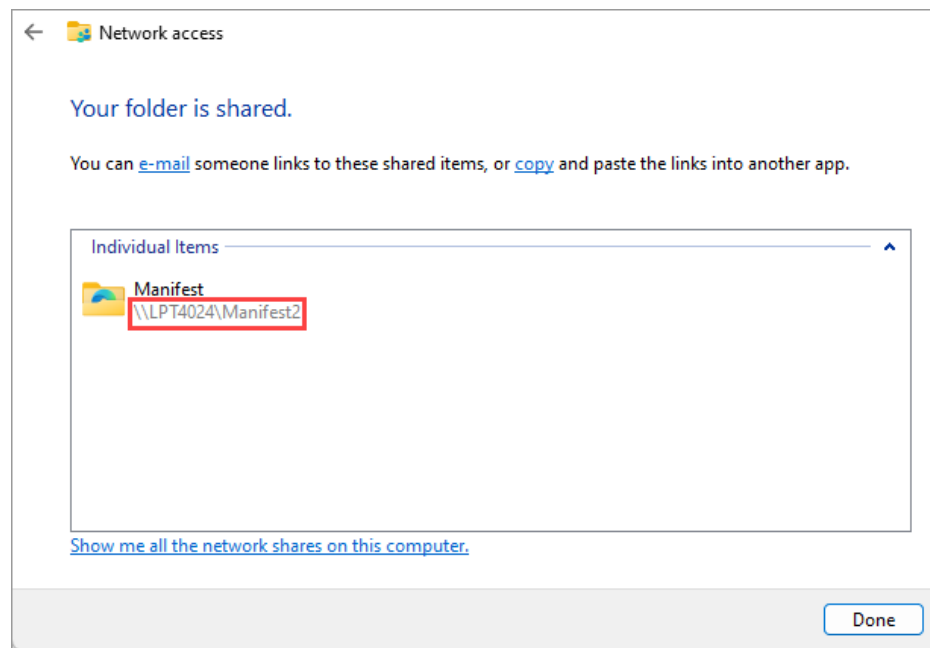 Network access
Your folder is shared.
You can e-mail someone links to these shared items, or copy and paste the links into another app.
Individual Items
Manifest
\\LPT4024\Manifest2
Show me all the network shares on this computer.
Done